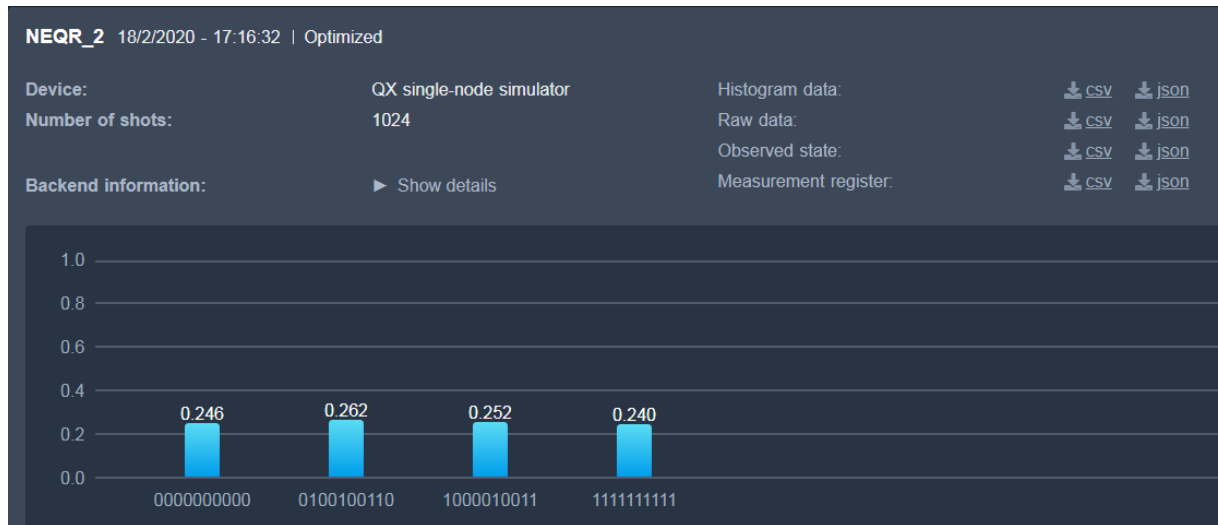 NEQR_2 18/2/2020 - 17:16:32 | Optimized
Device: QX single-node simulator Histogram data: csv json
Number of shots: 1024 Raw data: csv json
Observed state: csv json
Backend information: ► Show details Measurement register: csv json
1.0
0.8
0.6
0.4
0.246 0.262 0.252 0.240
0.2
0.0
0000000000 0100100110 1000010011 1111111111